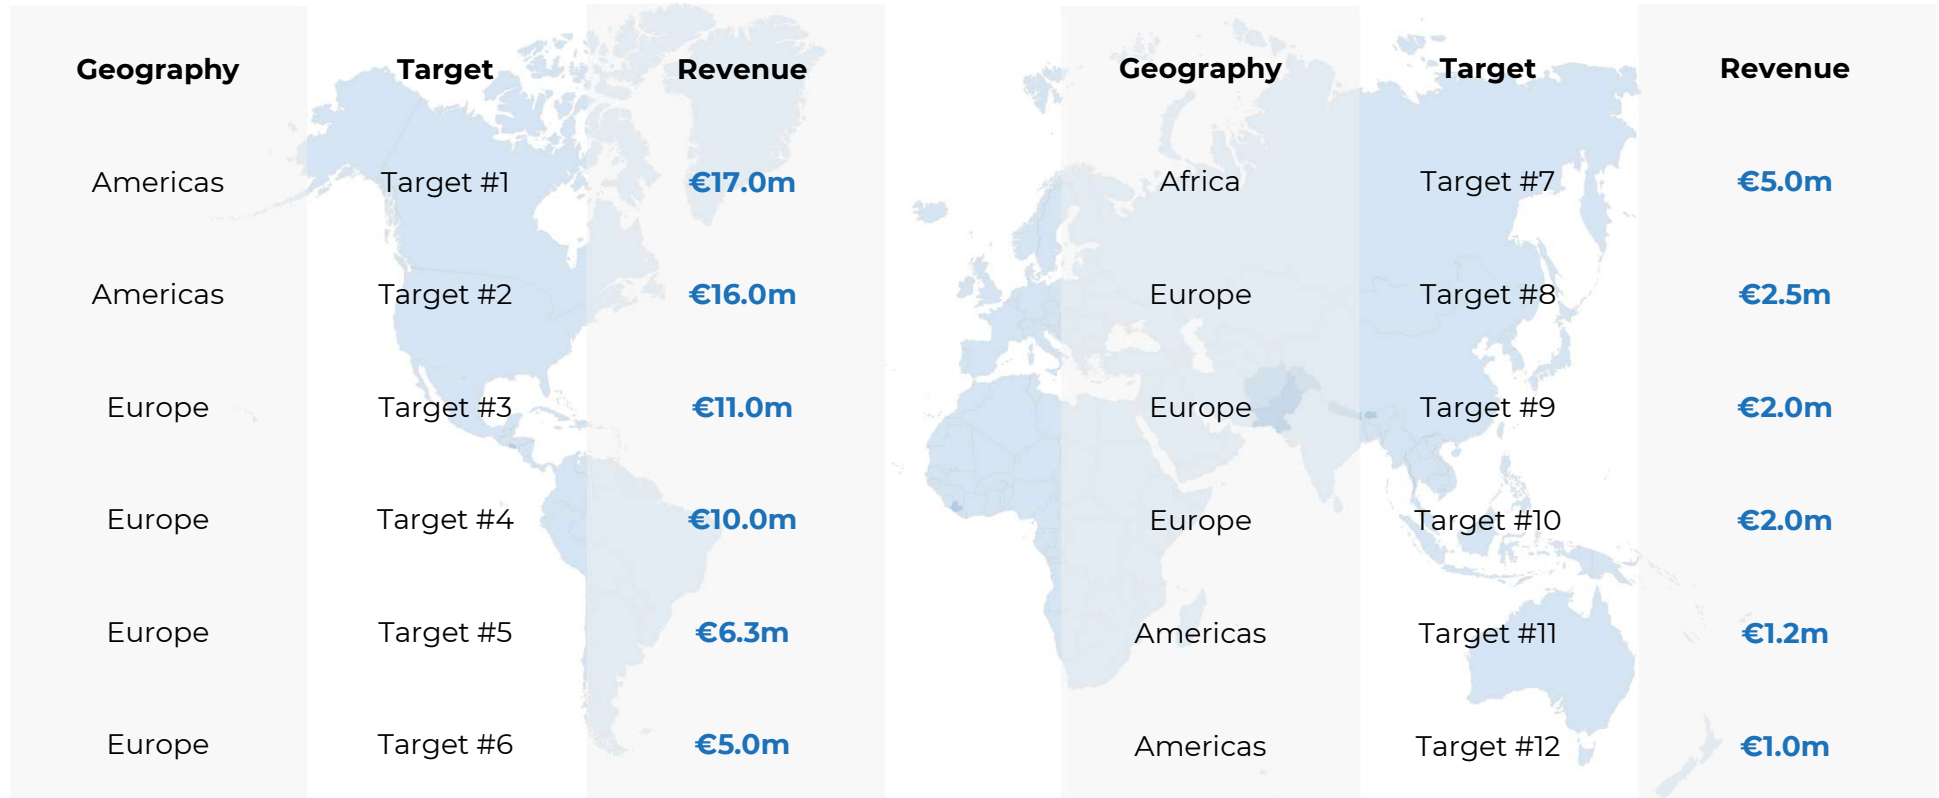 Geography Target Revenue
Americas Target #1 €17.0m
Americas Target #2 €16.0m
Europe Target #3 €11.0m
Europe Target #4 €10.0m
Europe Target #5 €6.3m
Europe Target #6 €5.0m
Geography Target Revenue
Africa Target #7 €5.0m
Europe Target #8 €2.5m
Europe Target #9 €2.0m
Europe Target #10 €2.0m
Americas Target #11 €1.2m
Americas Target #12 €1.0m